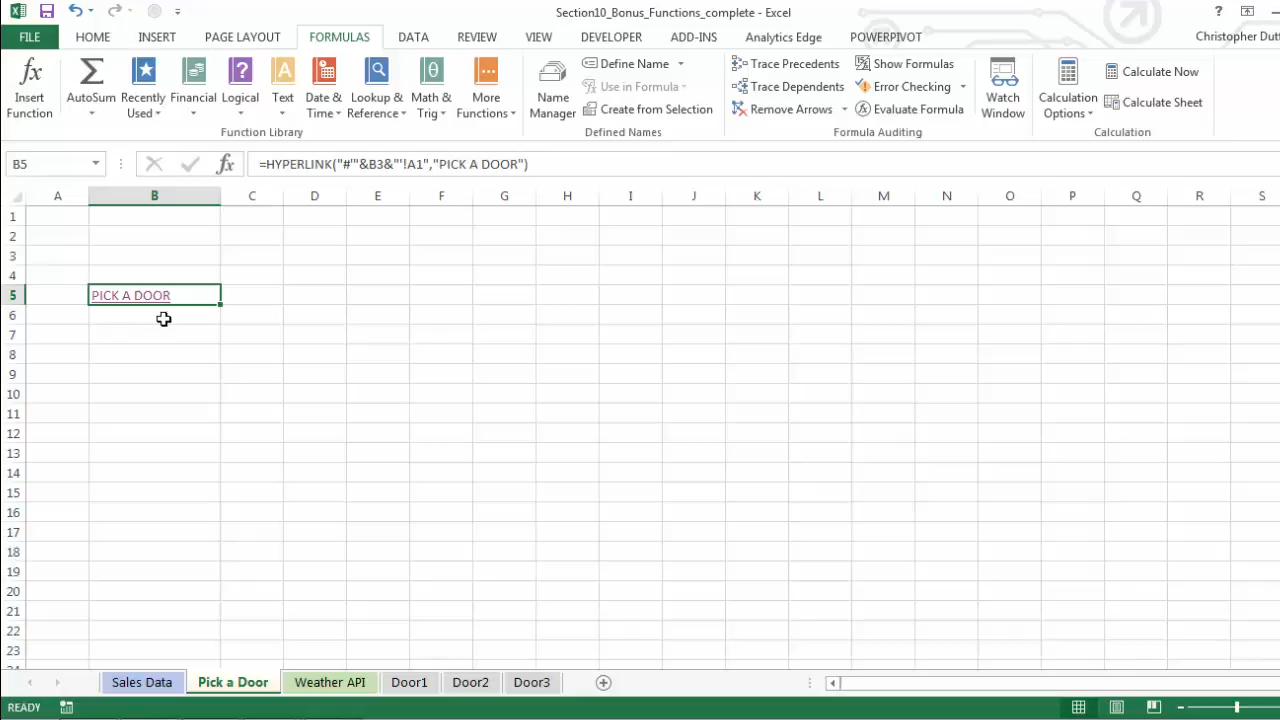 Section10_Bonus_Functions_complete - Excel
?
FILE HOME INSERT PAGE LAYOUT FORMULAS DATA REVIEW VIEW DEVELOPER ADD-INS Analytics Edge POWERPIVOT Christopher Dut
fx Insert Function
Σ AutoSum
Recently Used
Financial
Logical
Text
Date & Time
Lookup & Reference
Math & Trig
More Functions
Function Library
Name Manager
Define Name
Use in Formula
Create from Selection
Defined Names
Trace Precedents
Trace Dependents
Remove Arrows
Show Formulas
Error Checking
Evaluate Formula
Formula Auditing
Watch Window
Calculation Options
Calculate Now
Calculate Sheet
Calculation
B5 fx =HYPERLINK("#'"&B3&"'!A1","PICK A DOOR")
A B C D E F G H I J K L M N O P Q R S
1
2
3
4
5 PICK A DOOR
6
7
8
9
10
11
12
13
14
15
16
17
18
19
20
21
22
23
24
Sales Data Pick a Door Weather API Door1 Door2 Door3
READY